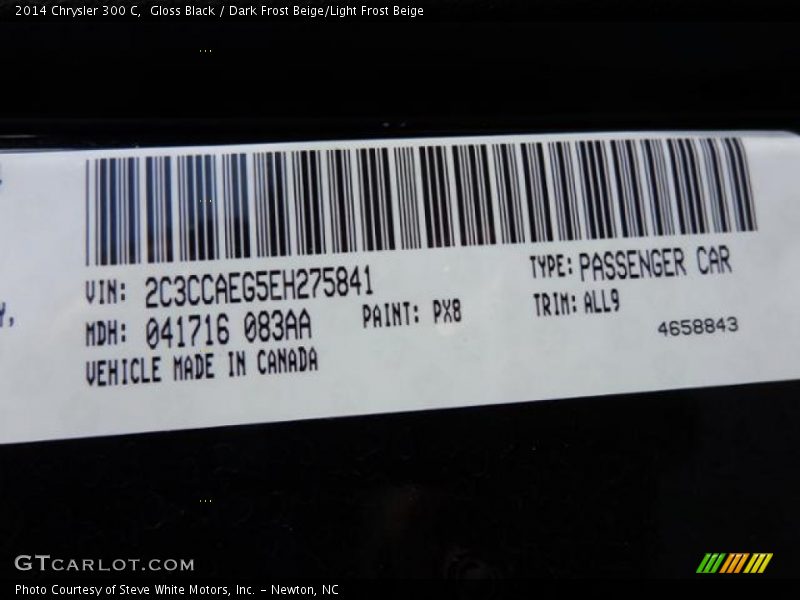 2014 Chrysler 300 C,  Gloss Black / Dark Frost Beige/Light Frost Beige
VIN: 2C3CCAEG5EH275841 TYPE: PASSENGER CAR
MDH: 041716 083AA PAINT: PX8 TRIM: ALL9
VEHICLE MADE IN CANADA 4658843
GTCARLOT.COM
Photo Courtesy of Steve White Motors, Inc. – Newton, NC